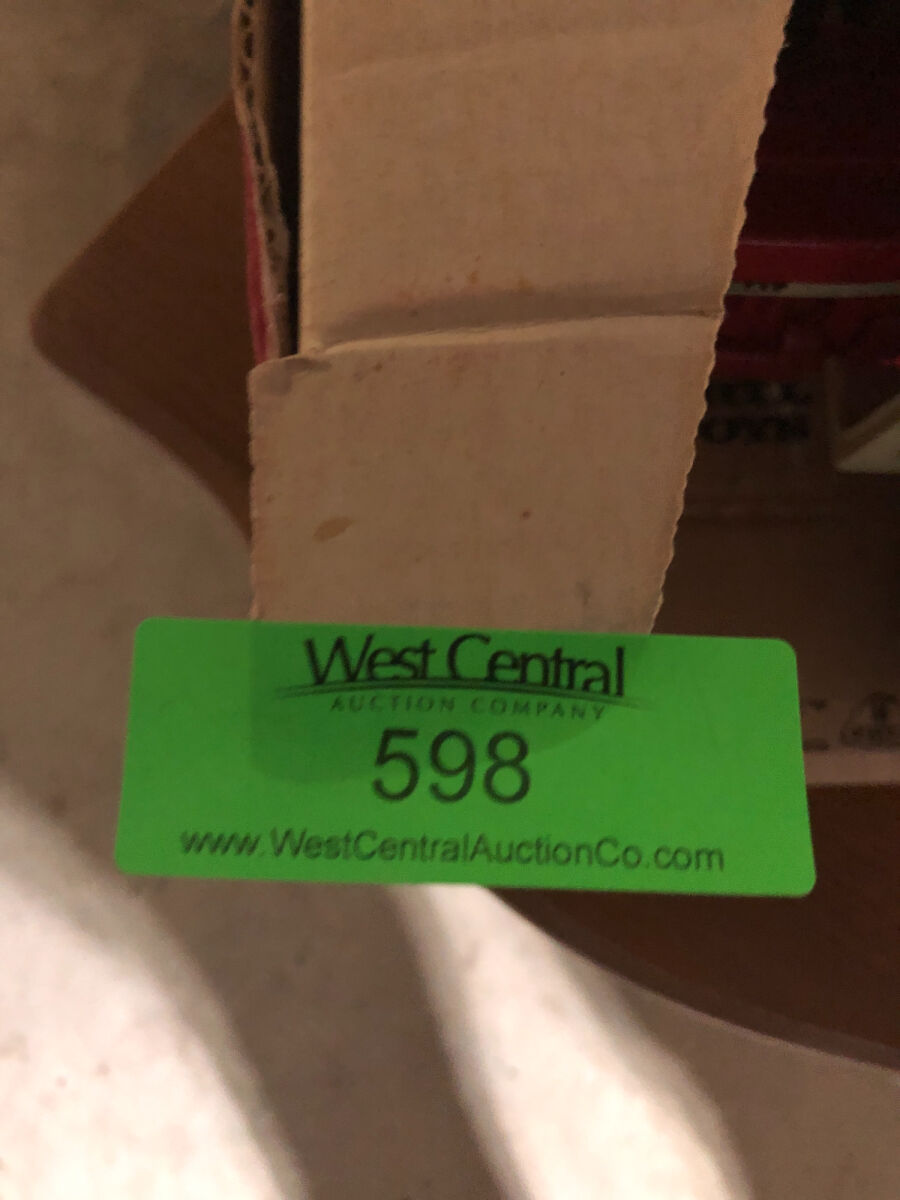 West Central
AUCTION COMPANY
598
www.WestCentralAuctionCo.com